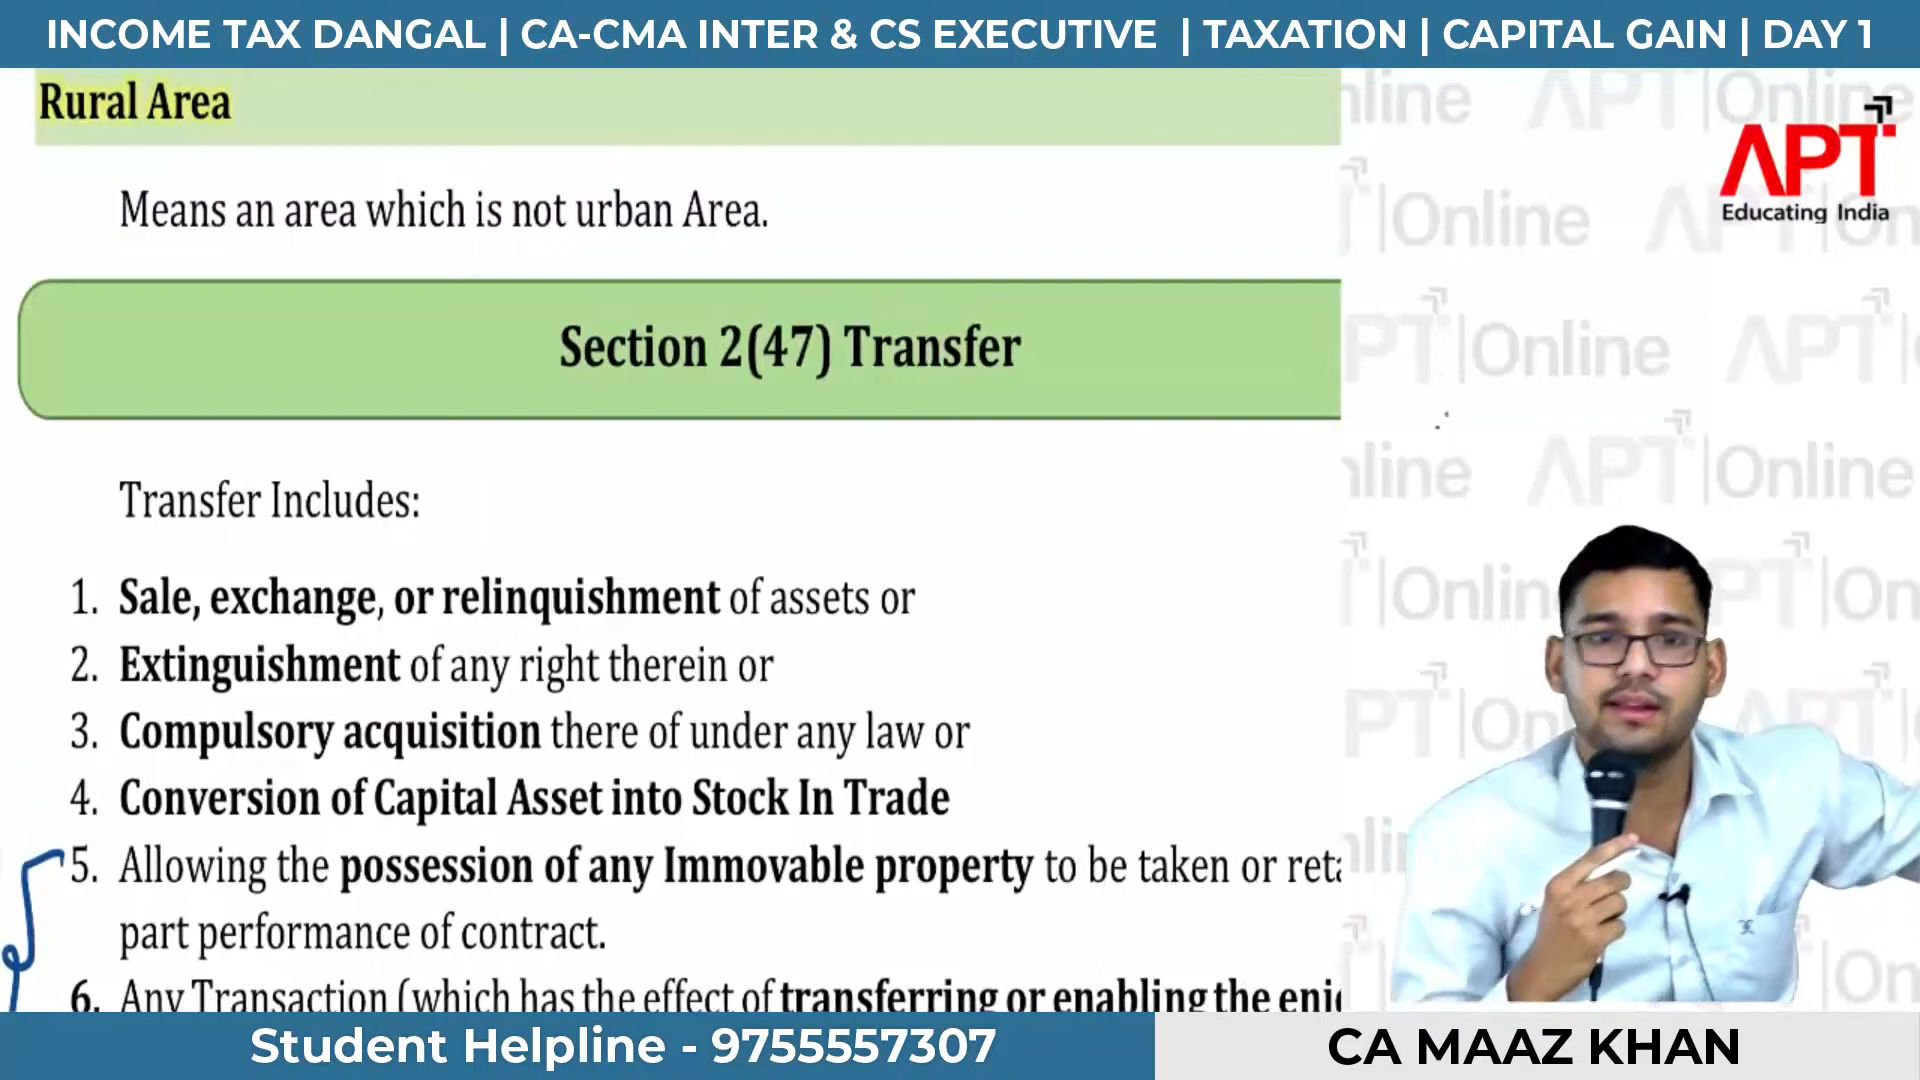 INCOME TAX DANGAL | CA-CMA INTER & CS EXECUTIVE | TAXATION | CAPITAL GAIN | DAY 1
Rural Area
Means an area which is not urban Area.
Section 2(47) Transfer
Transfer Includes:
1. Sale, exchange, or relinquishment of assets or
2. Extinguishment of any right therein or
3. Compulsory acquisition there of under any law or
4. Conversion of Capital Asset into Stock In Trade
5. Allowing the possession of any Immovable property to be taken or
part performance of contract.
6. Any Transaction (which has the effect of transferring or enabling the
APT
Educating India
APT|Online
Student Helpline - 9755557307
CA MAAZ KHAN